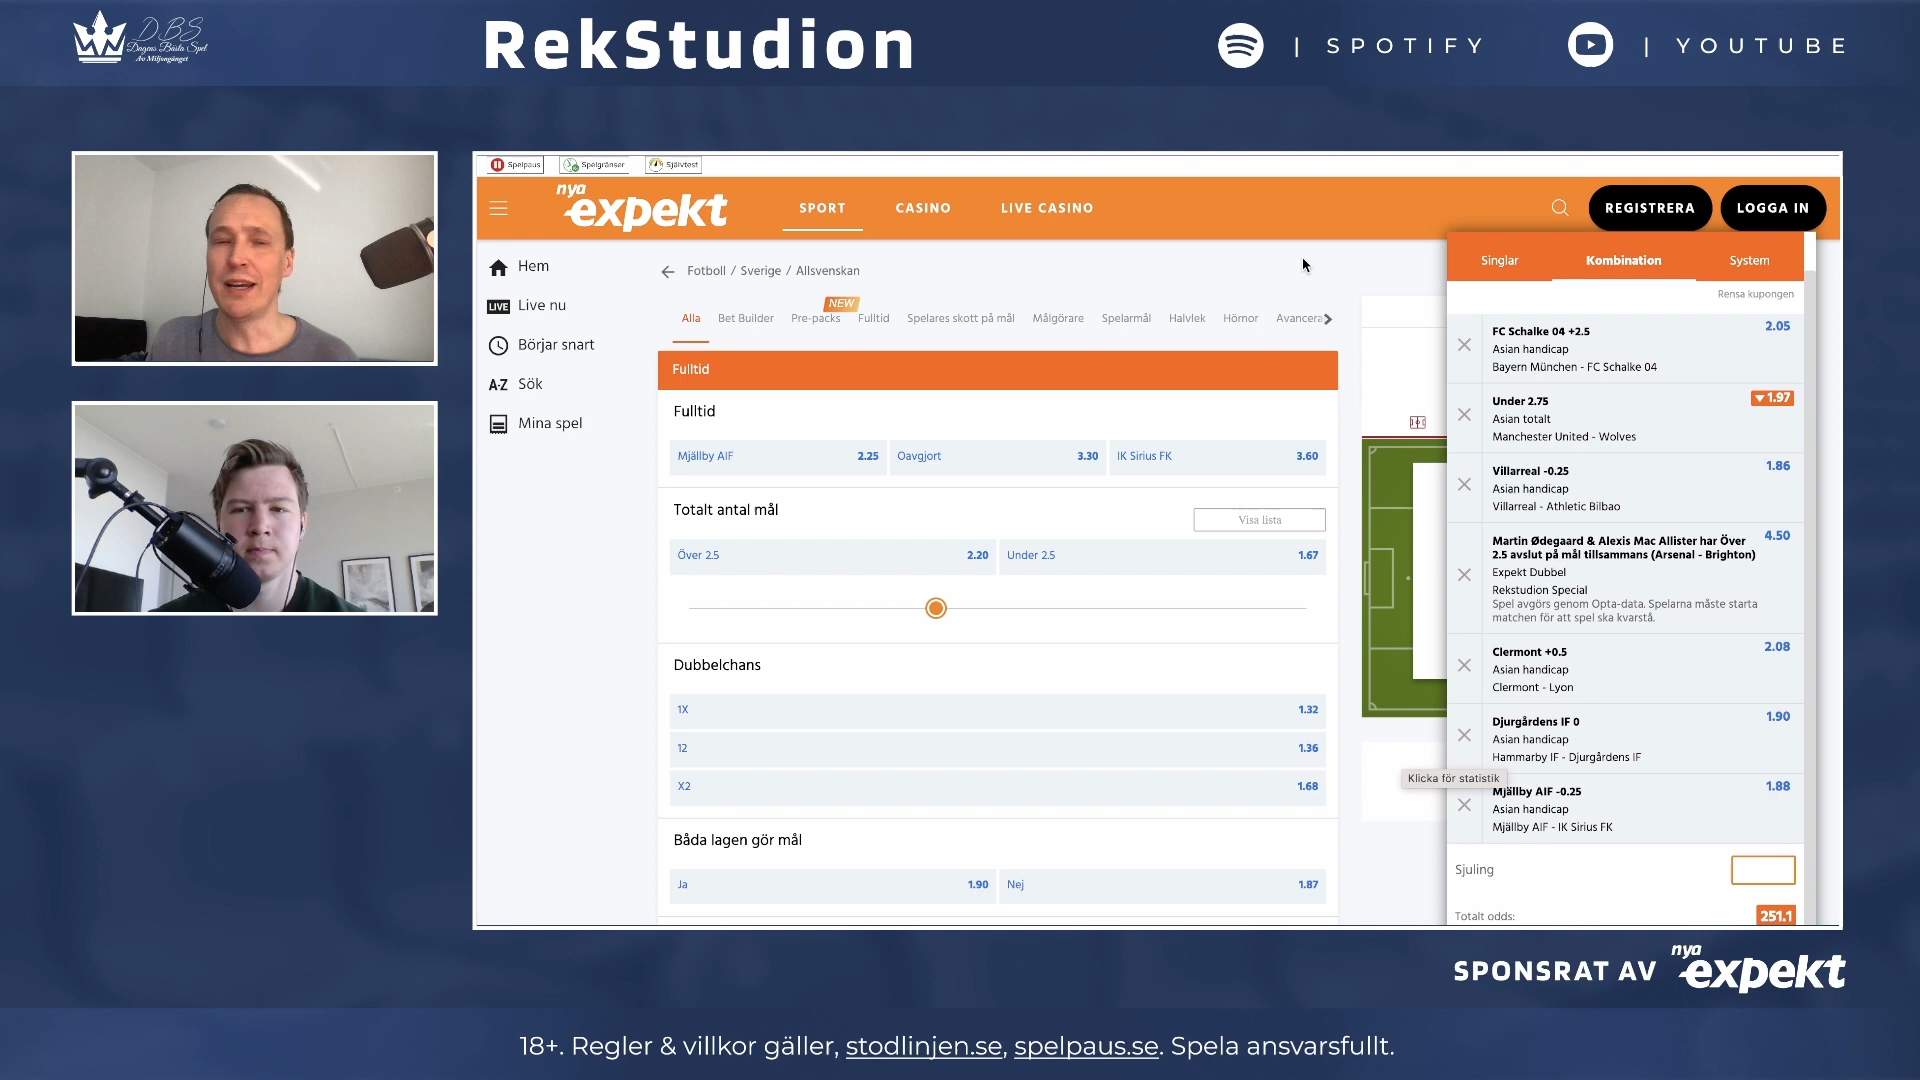 DBS
Dagens Bästa Spel
Av Miljongänget
RekStudion
| SPOTIFY
| YOUTUBE
Spelpaus
Spelgränser
Självtest
nya
expekt
SPORT
CASINO
LIVE CASINO
REGISTRERA
LOGGA IN
Hem
LIVE Live nu
Börjar snart
A-Z Sök
Mina spel
Fotboll / Sverige / Allsvenskan
NEW
Alla
Bet Builder
Pre-packs
Fulltid
Spelares skott på mål
Målgörare
Spelarmål
Halvlek
Hörnor
Avancera
Fulltid
Fulltid
Mjällby AIF 2.25
Oavgjort 3.30
IK Sirius FK 3.60
Totalt antal mål
Visa lista
Över 2.5 2.20
Under 2.5 1.67
Dubbelchans
1X 1.32
12 1.36
X2 1.68
Båda lagen gör mål
Ja 1.90
Nej 1.87
Singlar
Kombination
System
Rensa kupongen
FC Schalke 04 +2.5 2.05
Asian handicap
Bayern München - FC Schalke 04
Under 2.75 1.97
Asian totalt
Manchester United - Wolves
Villarreal -0.25 1.86
Asian handicap
Villarreal - Athletic Bilbao
Martin Ødegaard & Alexis Mac Allister har Över 4.50
2.5 avslut på mål tillsammans (Arsenal - Brighton)
Expekt Dubbel
Rekstudion Special
Spel avgörs genom Opta-data. Spelarna måste starta
matchen för att spel ska kvarstå.
Clermont +0.5 2.08
Asian handicap
Clermont - Lyon
Djurgårdens IF 0 1.90
Asian handicap
Hammarby IF - Djurgårdens IF
Klicka för statistik
Mjällby AIF -0.25 1.88
Asian handicap
Mjällby AIF - IK Sirius FK
Sjuling
Totalt odds: 251.1
SPONSRAT AV
nya
expekt
18+. Regler & villkor gäller, stodlinjen.se, spelpaus.se. Spela ansvarsfullt.